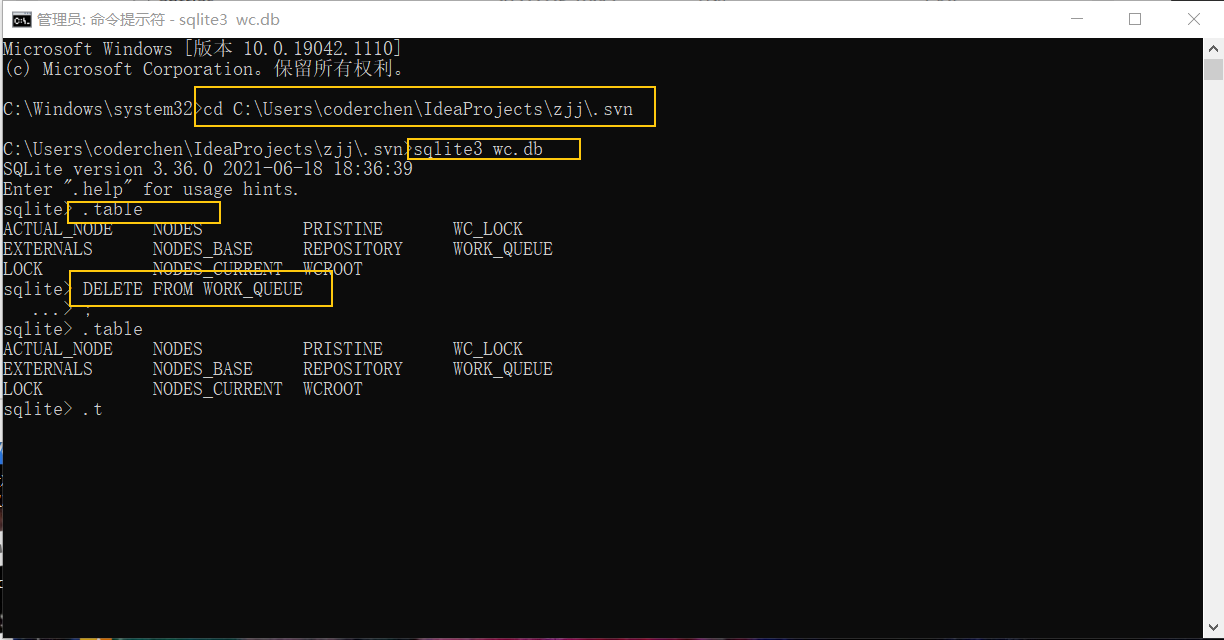 管理员: 命令提示符 - sqlite3 wc.db
Microsoft Windows [版本 10.0.19042.1110]
(c) Microsoft Corporation。保留所有权利。
C:\Windows\system32>cd C:\Users\coderchen\IdeaProjects\zjj\.svn
C:\Users\coderchen\IdeaProjects\zjj\.svn>sqlite3 wc.db
SQLite version 3.36.0 2021-06-18 18:36:39
Enter ".help" for usage hints.
sqlite> .table
ACTUAL_NODE NODES PRISTINE WC_LOCK
EXTERNALS NODES_BASE REPOSITORY WORK_QUEUE
LOCK NODES_CURRENT WCROOT
sqlite> DELETE FROM WORK_QUEUE
...> ;
sqlite> .table
ACTUAL_NODE NODES PRISTINE WC_LOCK
EXTERNALS NODES_BASE REPOSITORY WORK_QUEUE
LOCK NODES_CURRENT WCROOT
sqlite> .t